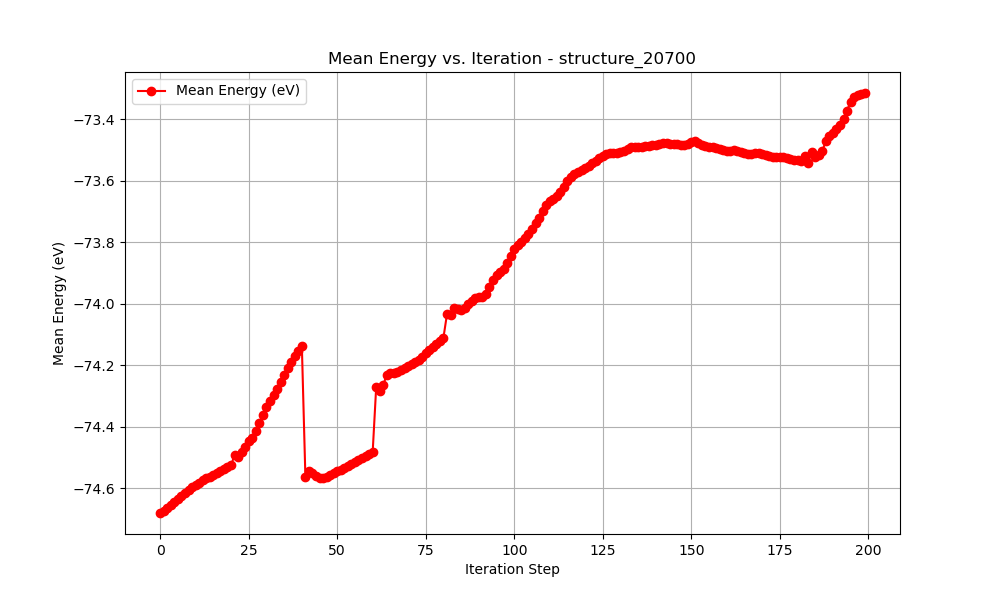 Mean Energy vs. Iteration - structure_20700
Mean Energy (eV)
Mean Energy (eV)
−73.4
−73.6
−73.8
−74.0
−74.2
−74.4
−74.6
0 25 50 75 100 125 150 175 200
Iteration Step